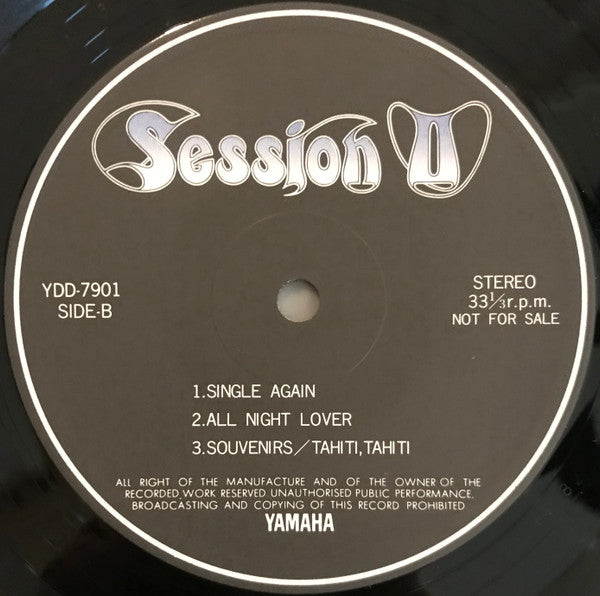 Session II
YDD-7901
SIDE-B
STEREO
33⅓r.p.m.
NOT FOR SALE
1.SINGLE AGAIN
2.ALL NIGHT LOVER
3.SOUVENIRS/TAHITI,TAHITI
ALL RIGHT OF THE MANUFACTURE AND OF THE OWNER OF THE
RECORDED WORK RESERVED UNAUTHORISED PUBLIC PERFORMANCE,
BROADCASTING AND COPYING OF THIS RECORD PROHIBITED
YAMAHA